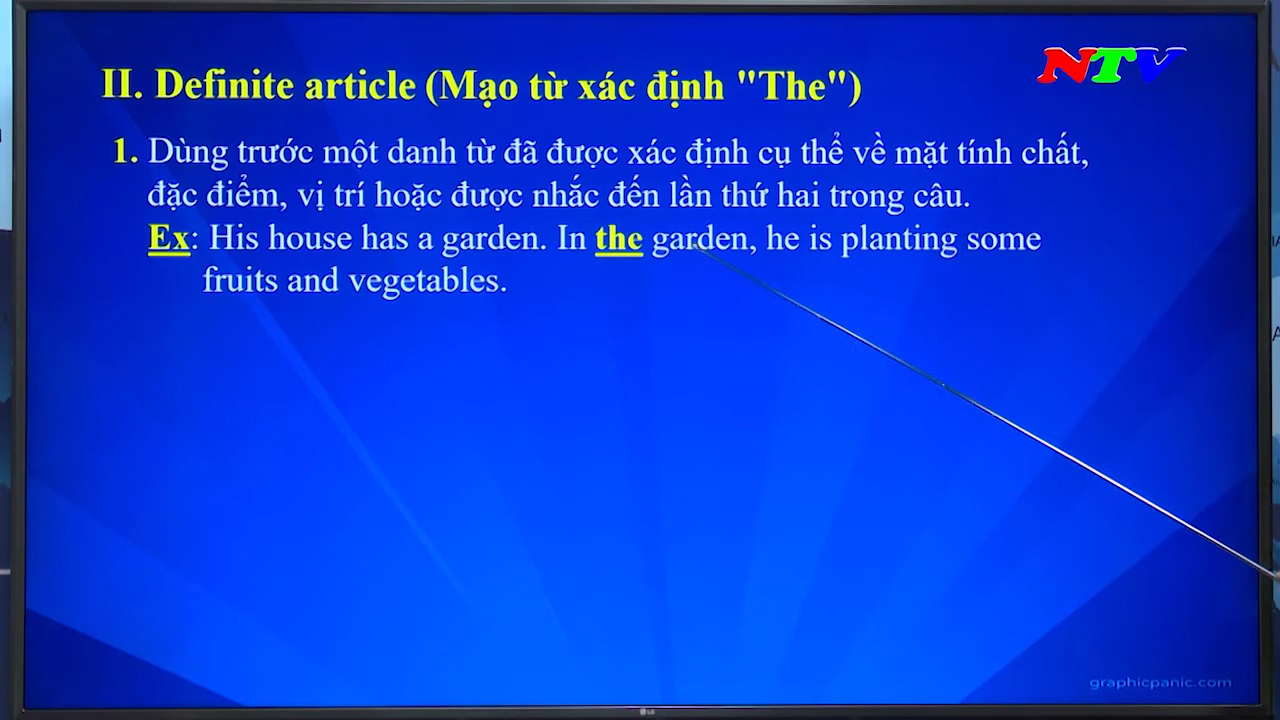 NTV
II. Definite article (Mạo từ xác định "The")
1. Dùng trước một danh từ đã được xác định cụ thể về mặt tính chất,
đặc điểm, vị trí hoặc được nhắc đến lần thứ hai trong câu.
Ex: His house has a garden. In the garden, he is planting some
fruits and vegetables.
graphicpanic.com
LG